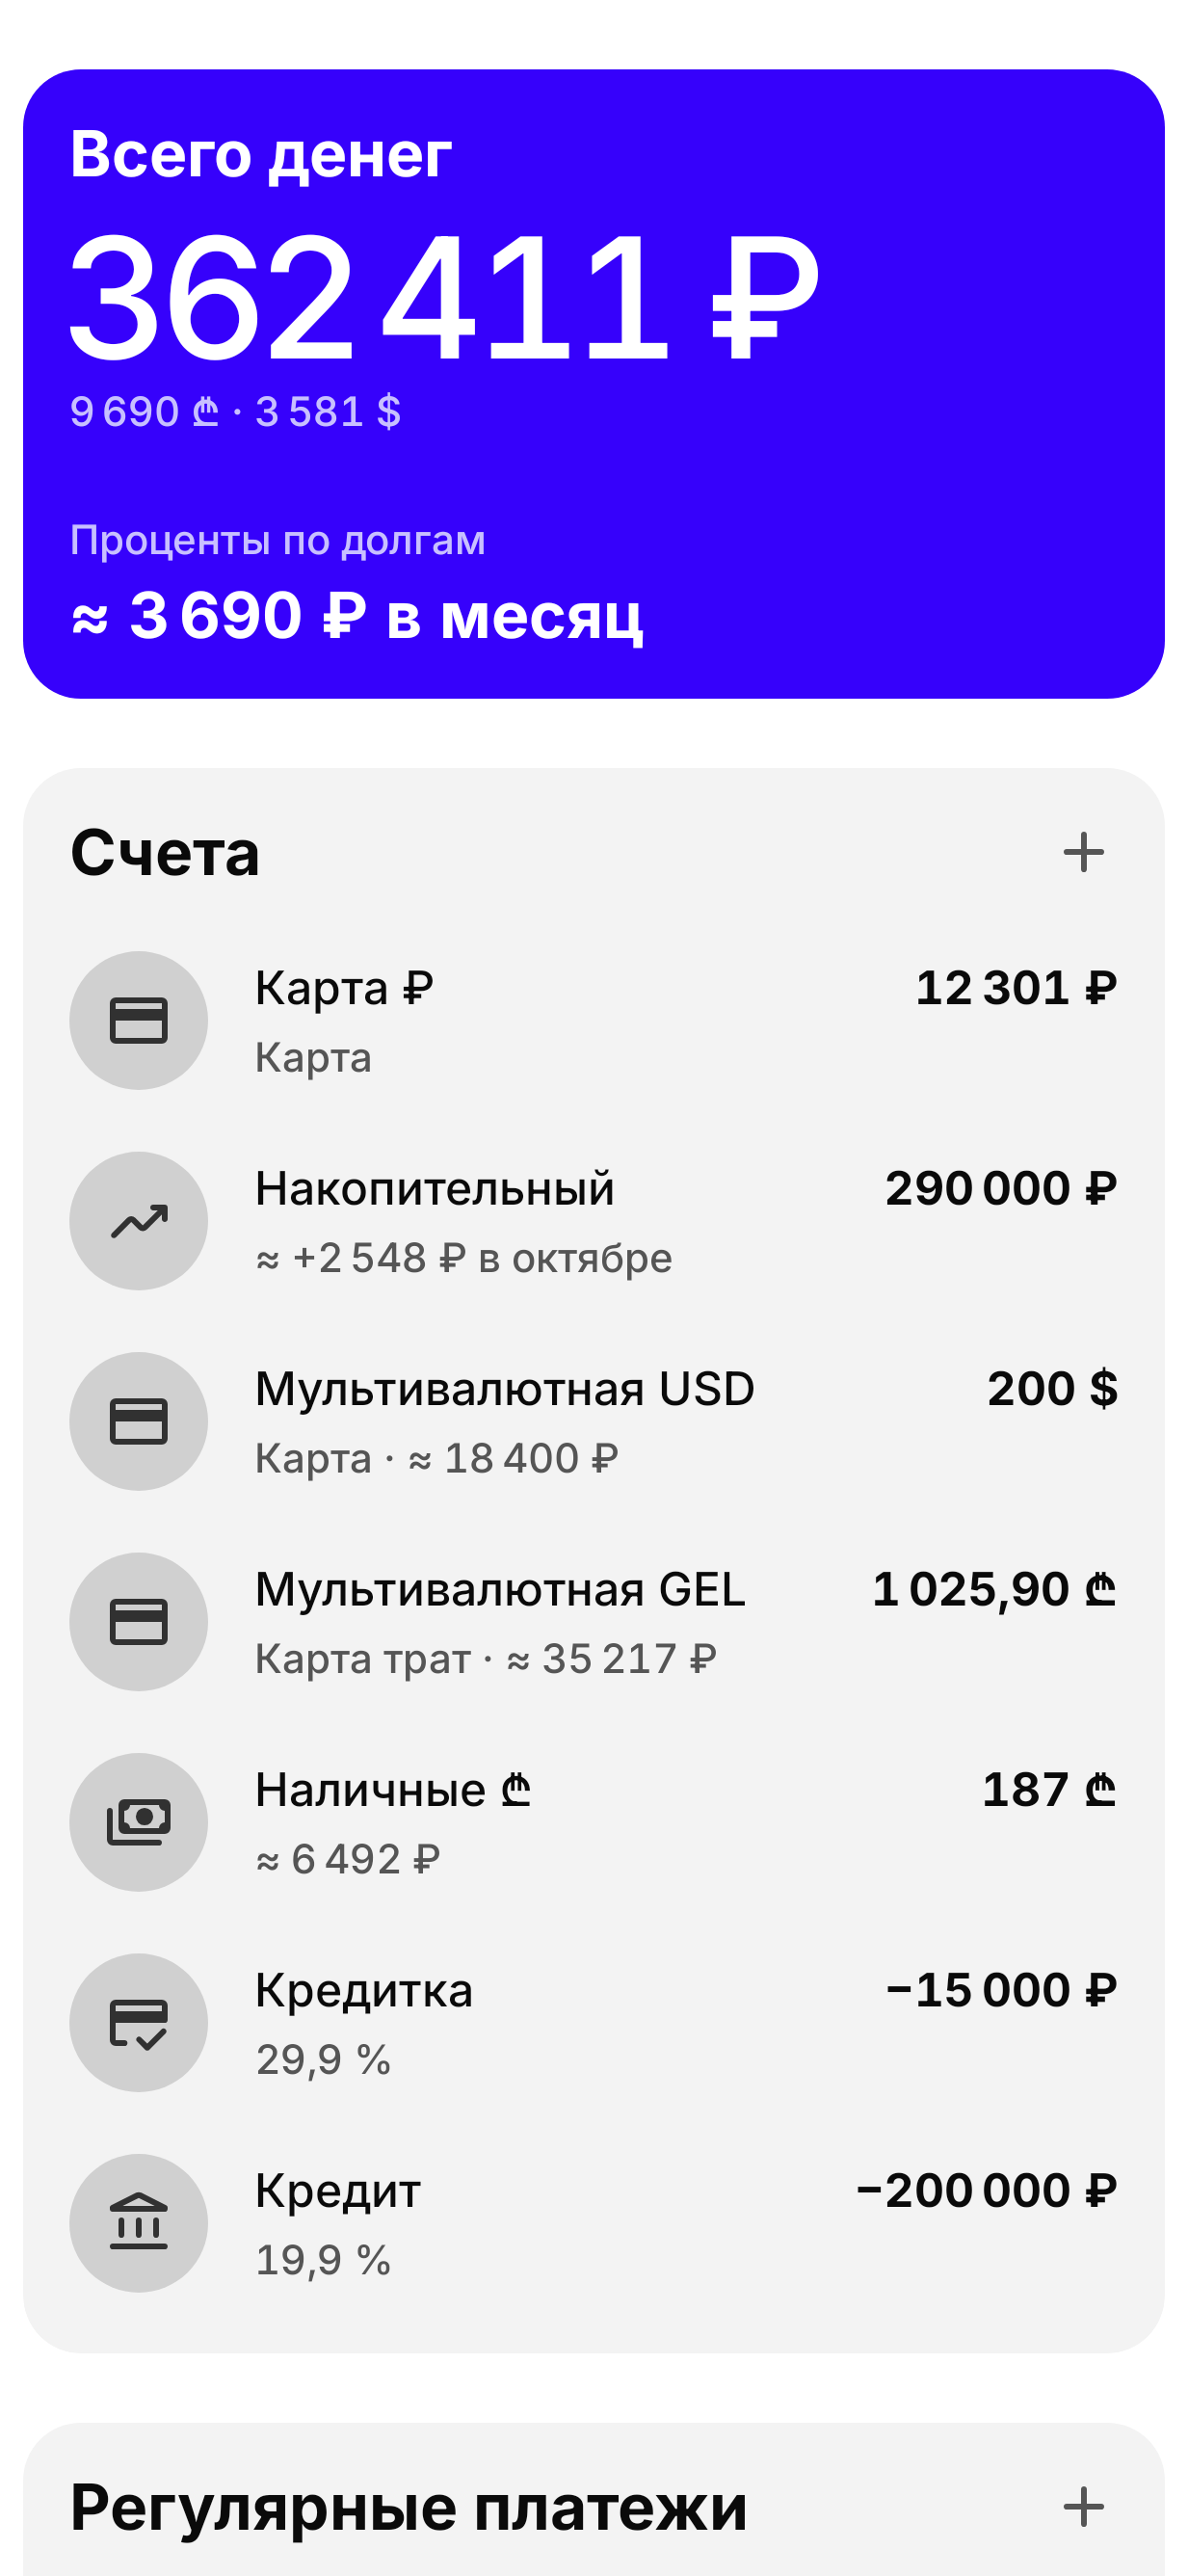 Всего денег
362 411 ₽
9 690 ₾ · 3 581 $
Проценты по долгам
≈ 3 690 ₽ в месяц
Счета
Карта ₽
12 301 ₽
Карта
Накопительный
290 000 ₽
≈ +2 548 ₽ в октябре
Мультивалютная USD
200 $
Карта · ≈ 18 400 ₽
Мультивалютная GEL
1 025,90 ₾
Карта трат · ≈ 35 217 ₽
Наличные ₾
187 ₾
≈ 6 492 ₽
Кредитка
−15 000 ₽
29,9 %
Кредит
−200 000 ₽
19,9 %
Регулярные платежи